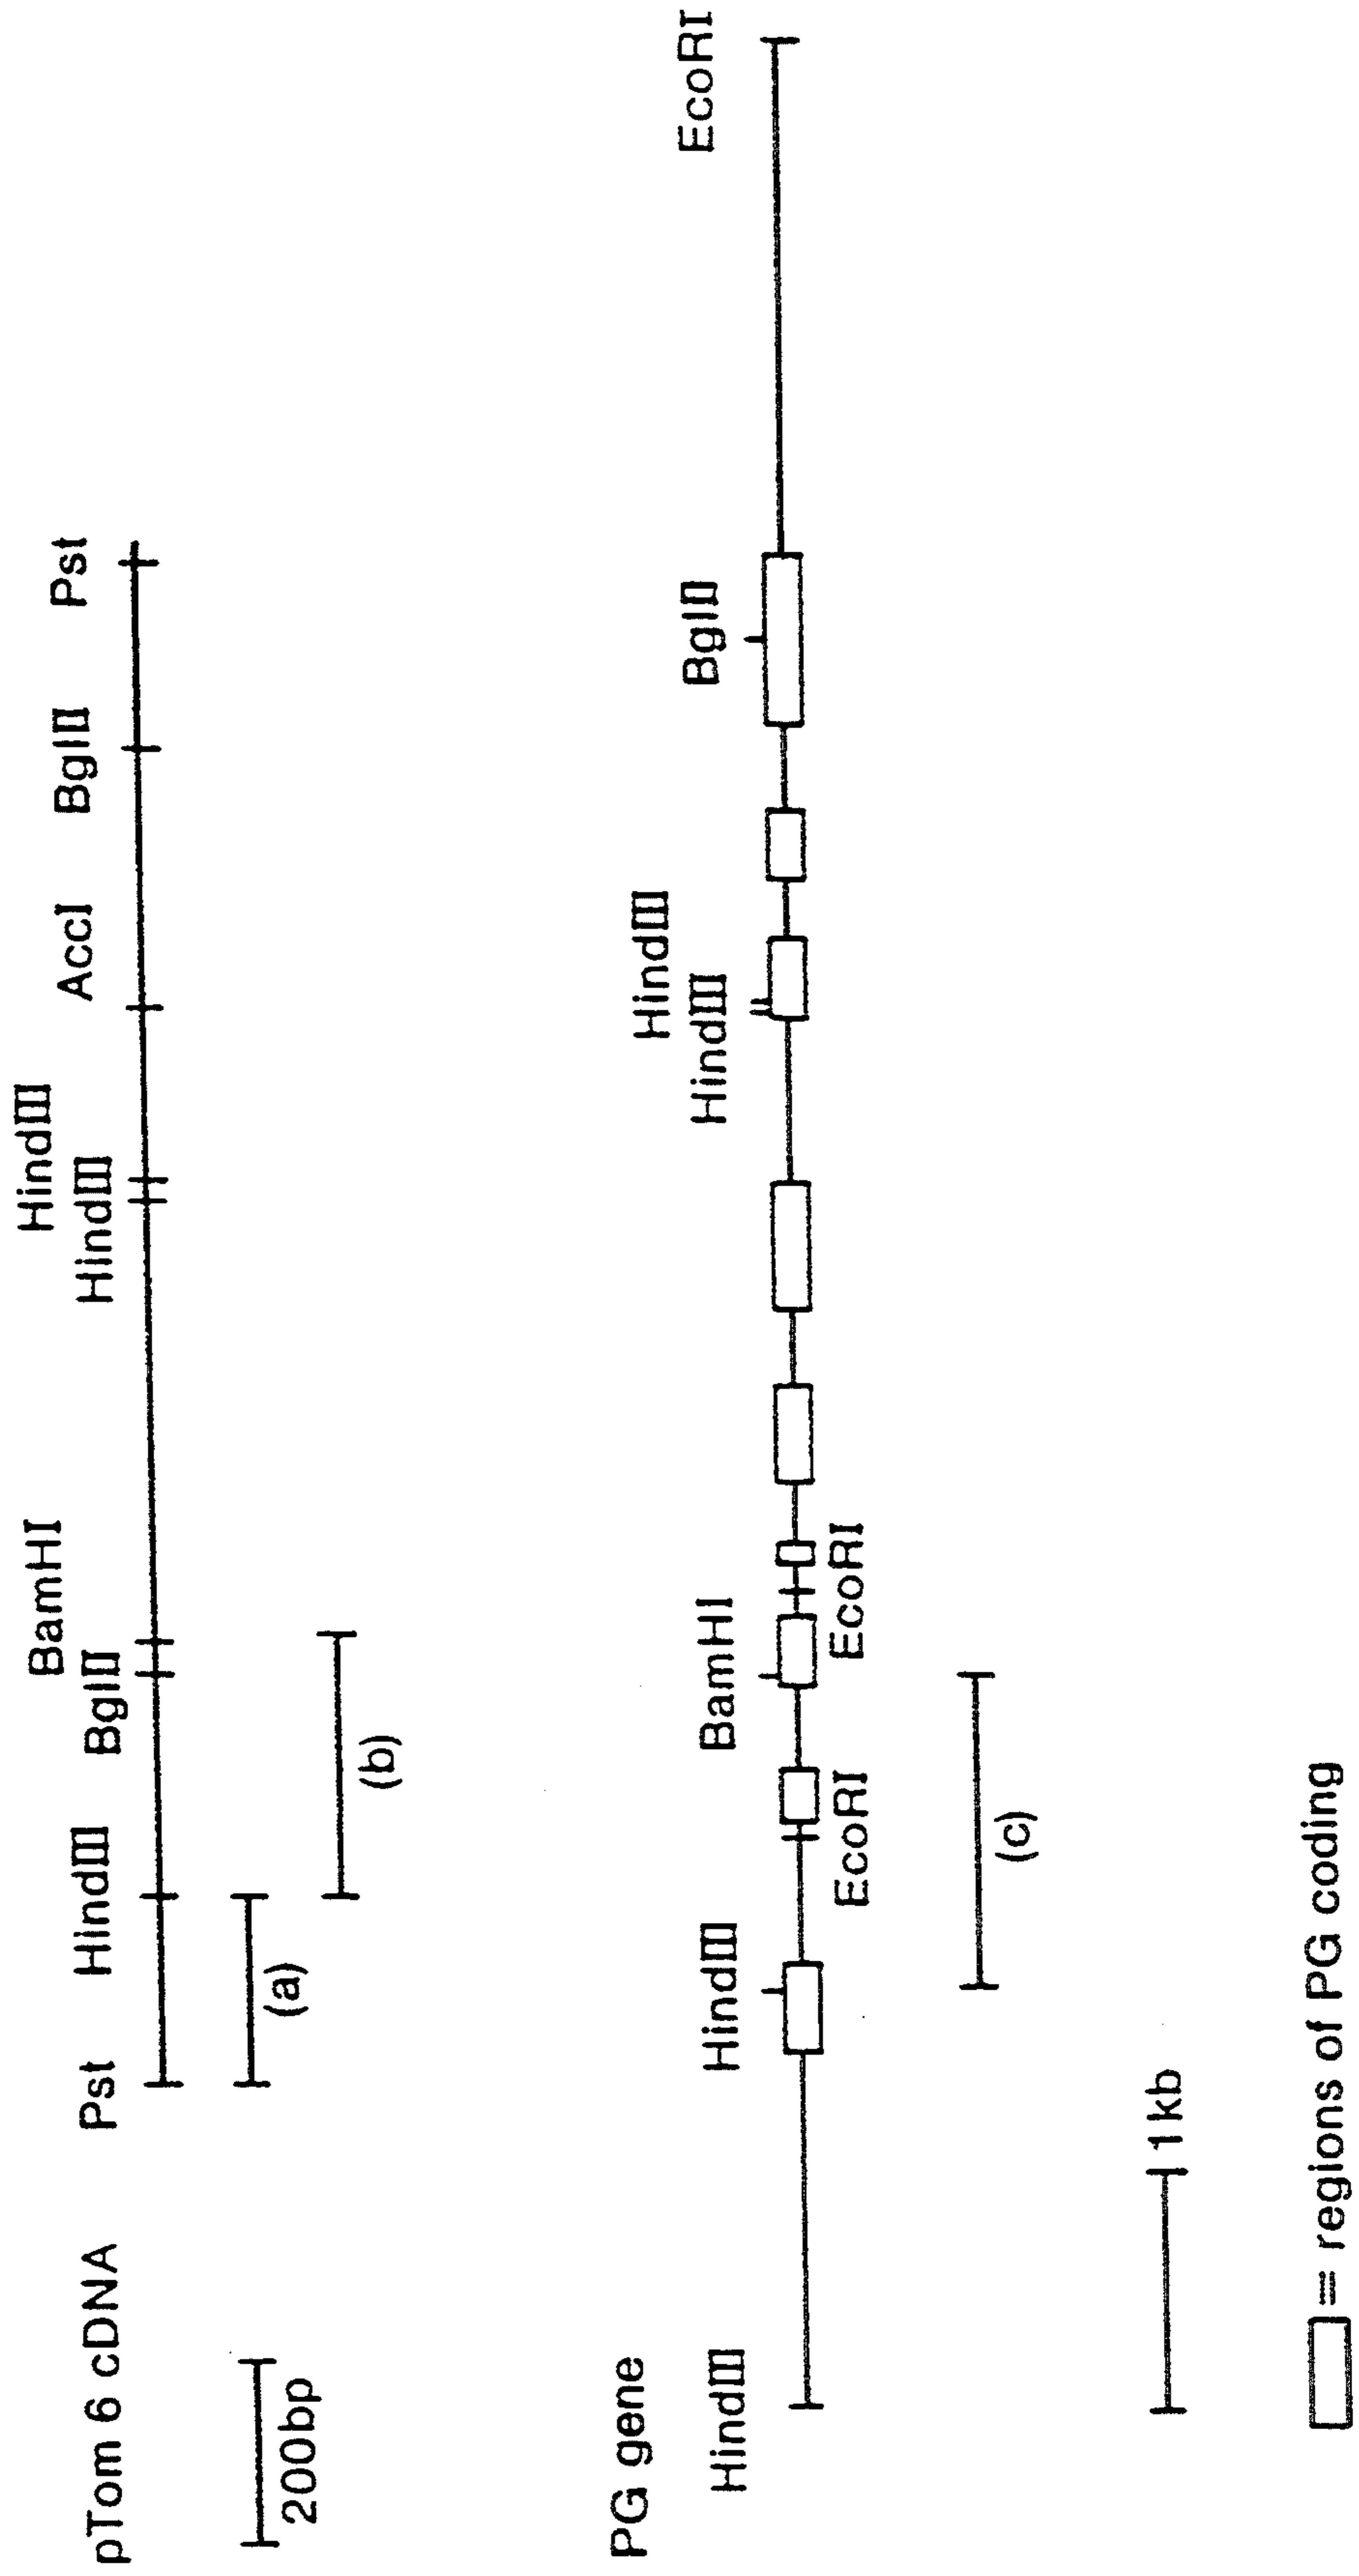 pTom 6 cDNA
Pst
HindIII
BglII
BamHI
HindIII
HindIII
AccI
BglII
Pst
200bp
(a)
(b)
PG gene
HindIII
HindIII
EcoRI
BamHI
EcoRI
HindIII
HindIII
BglII
EcoRI
(c)
1kb
= regions of PG coding